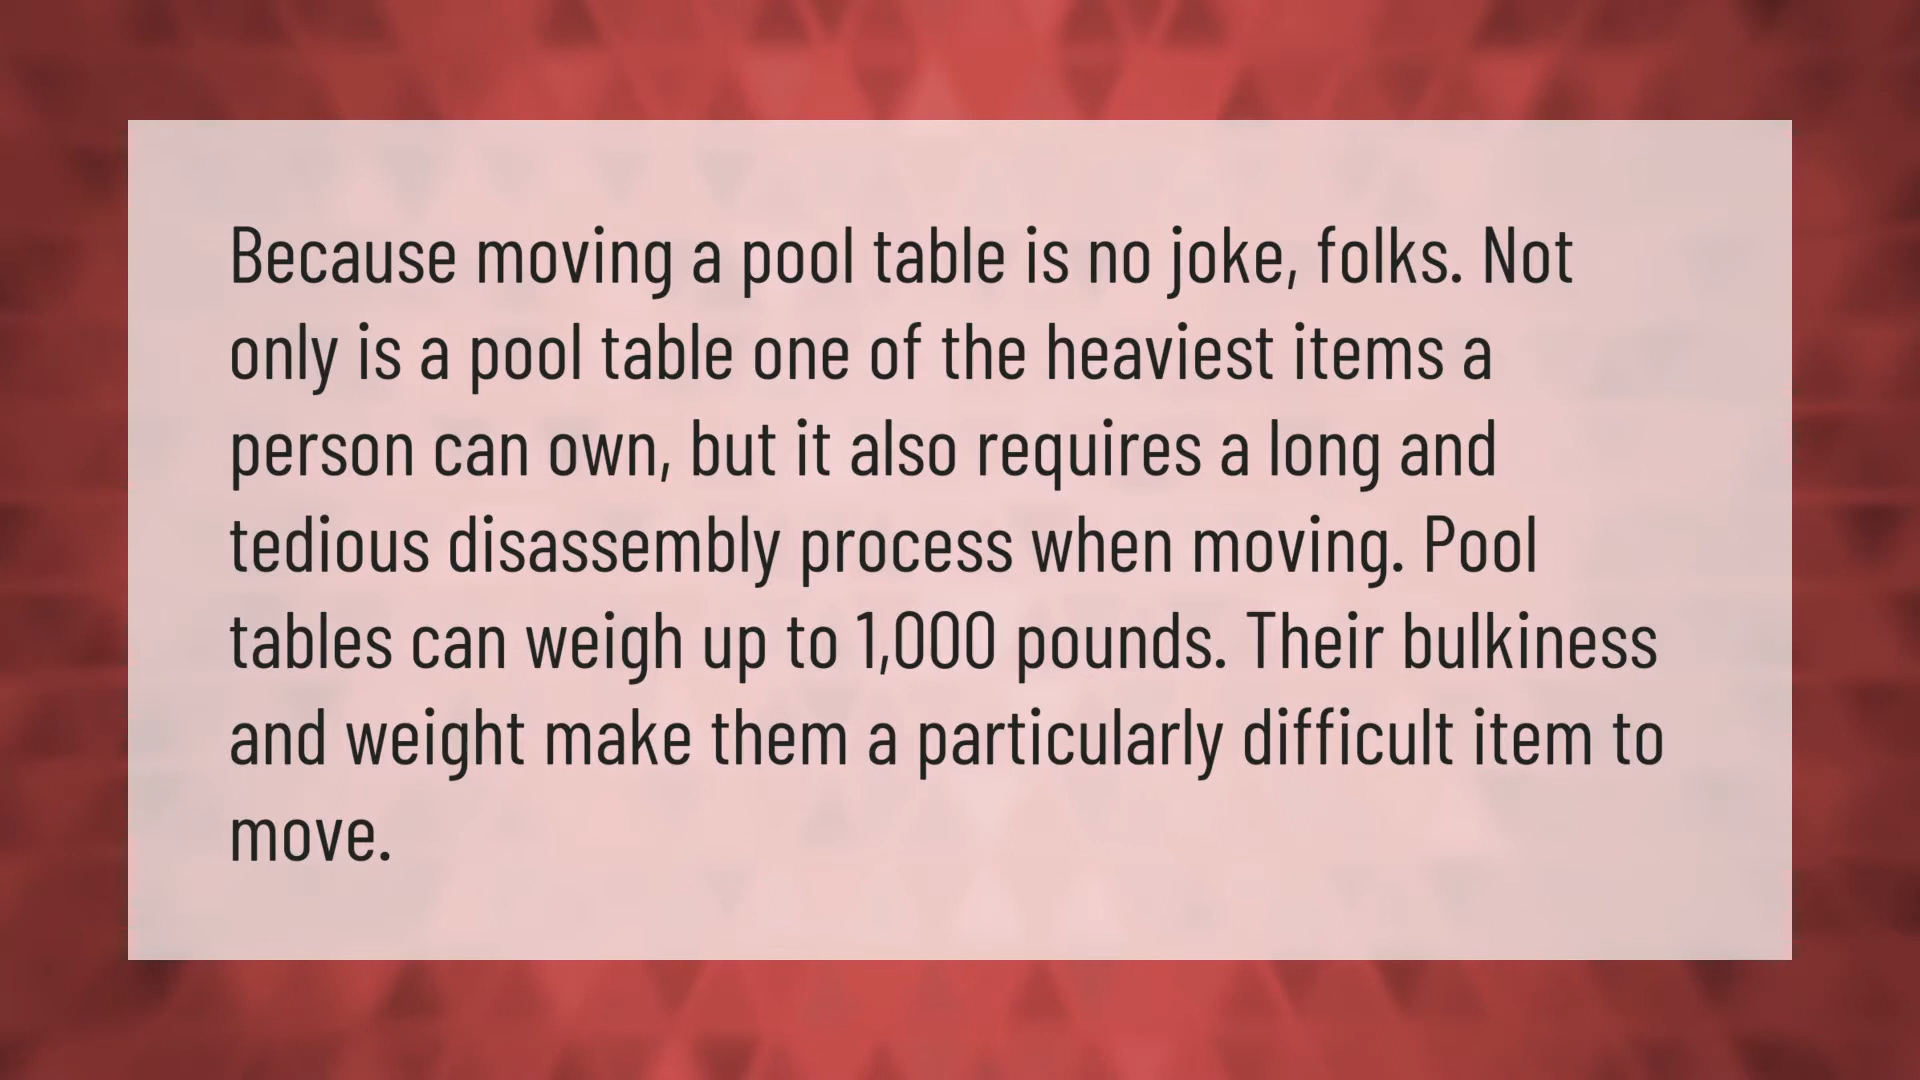 Because moving a pool table is no joke, folks. Not
only is a pool table one of the heaviest items a
person can own, but it also requires a long and
tedious disassembly process when moving. Pool
tables can weigh up to 1,000 pounds. Their bulkiness
and weight make them a particularly difficult item to
move.